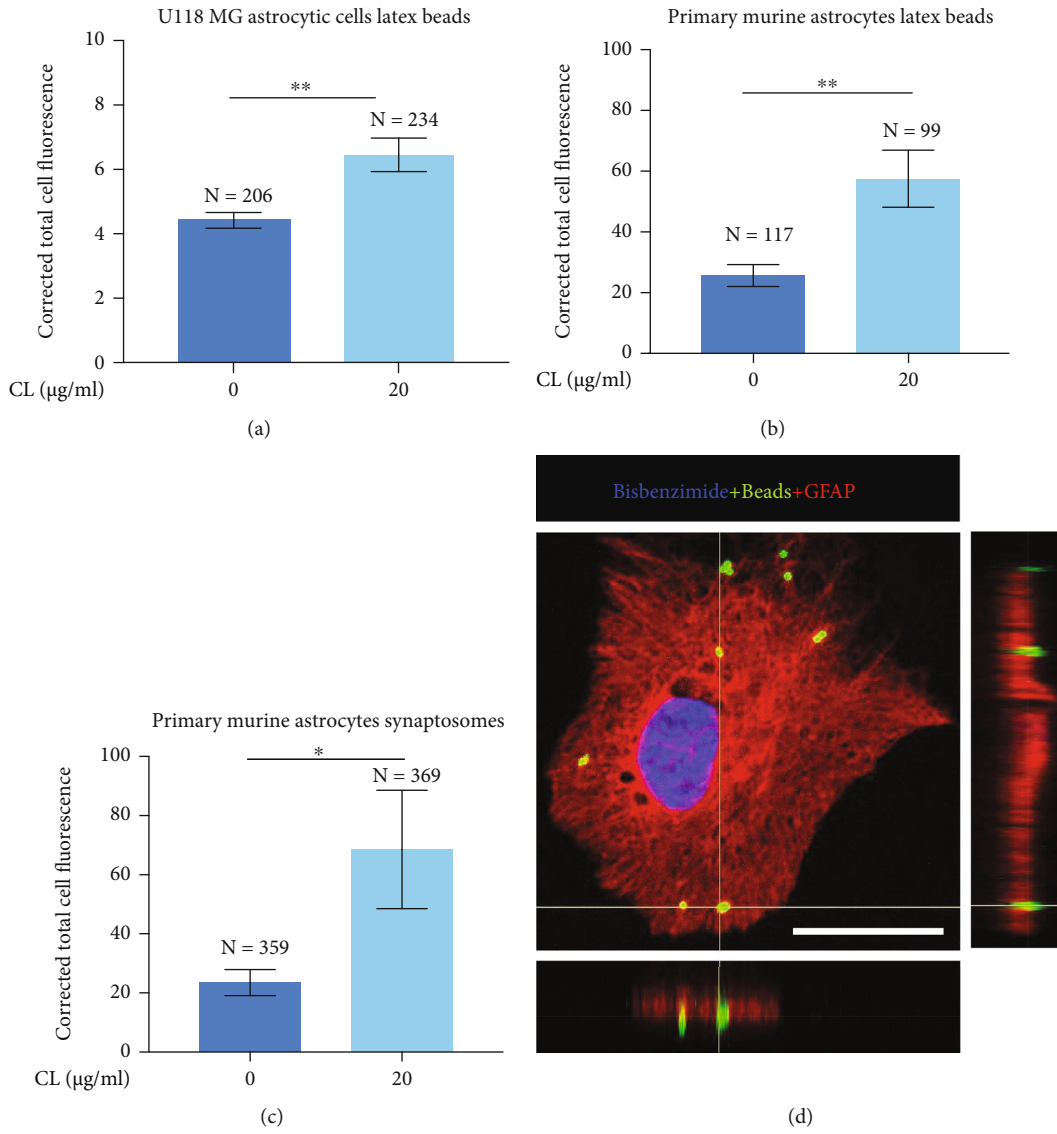 U118 MG astrocytic cells latex beads
Corrected total cell fluorescence
10
8
6
4
2
0
**
N = 206
N = 234
CL (μg/ml)
0
20
(a)
Primary murine astrocytes latex beads
Corrected total cell fluorescence
100
80
60
40
20
0
**
N = 117
N = 99
CL (μg/ml)
0
20
(b)
Primary murine astrocytes synaptosomes
Corrected total cell fluorescence
100
80
60
40
20
0
*
N = 359
N = 369
CL (μg/ml)
0
20
(c)
Bisbenzimide+Beads+GFAP
(d)